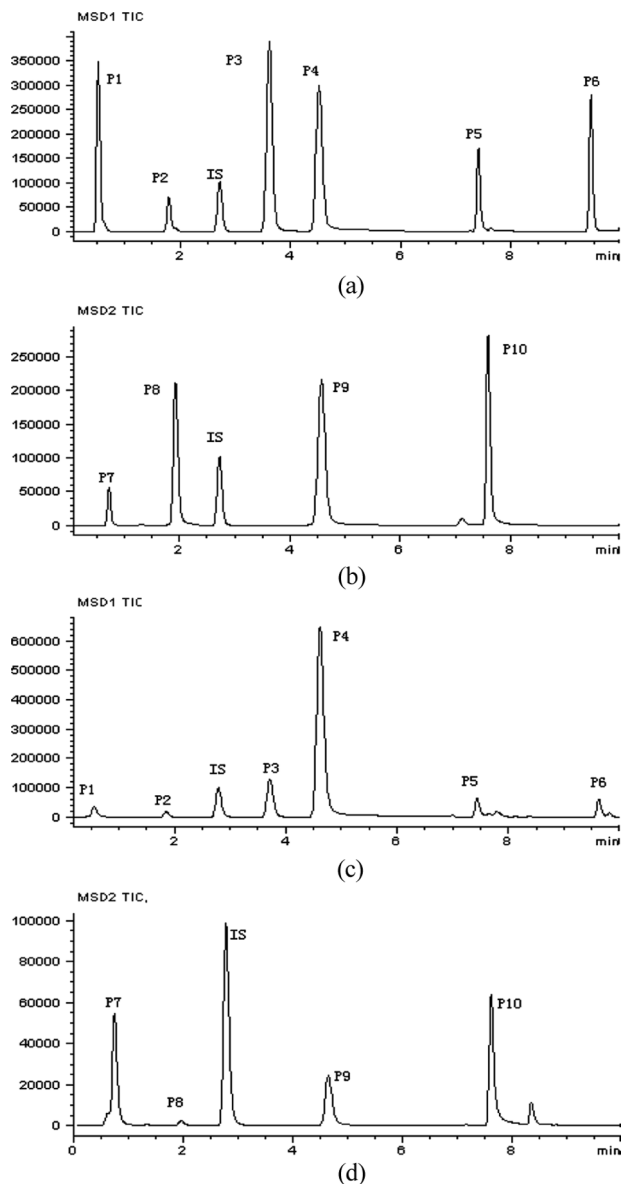 MSD1 TIC
350000
300000
250000
200000
150000
100000
50000
0
P1
P2
IS
P3
P4
P5
P6
2
4
6
8
min
(a)
MSD2 TIC
250000
200000
150000
100000
50000
0
P7
P8
IS
P9
P10
2
4
6
8
min
(b)
MSD1 TIC
600000
500000
400000
300000
200000
100000
0
P1
P2
IS
P3
P4
P5
P6
2
4
6
8
min
(c)
MSD2 TIC,
100000
80000
60000
40000
20000
0
P7
P8
IS
P9
P10
0
2
4
6
8
min
(d)